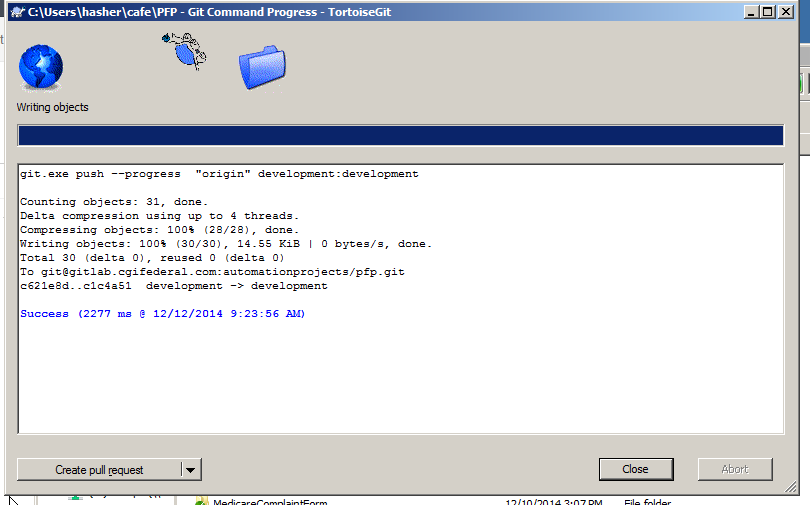 C:\Users\hasher\cafe\PFP - Git Command Progress - TortoiseGit
Writing objects
git.exe push --progress  "origin" development:development
Counting objects: 31, done.
Delta compression using up to 4 threads.
Compressing objects: 100% (28/28), done.
Writing objects: 100% (30/30), 14.55 KiB | 0 bytes/s, done.
Total 30 (delta 0), reused 0 (delta 0)
To git@gitlab.cgifederal.com:automationprojects/pfp.git
c621e8d..c1c4a51  development -> development
Success (2277 ms @ 12/12/2014 9:23:56 AM)
Create pull request
Close
Abort
MedicareComplaintForm 12/10/2014 3:07 PM File folder